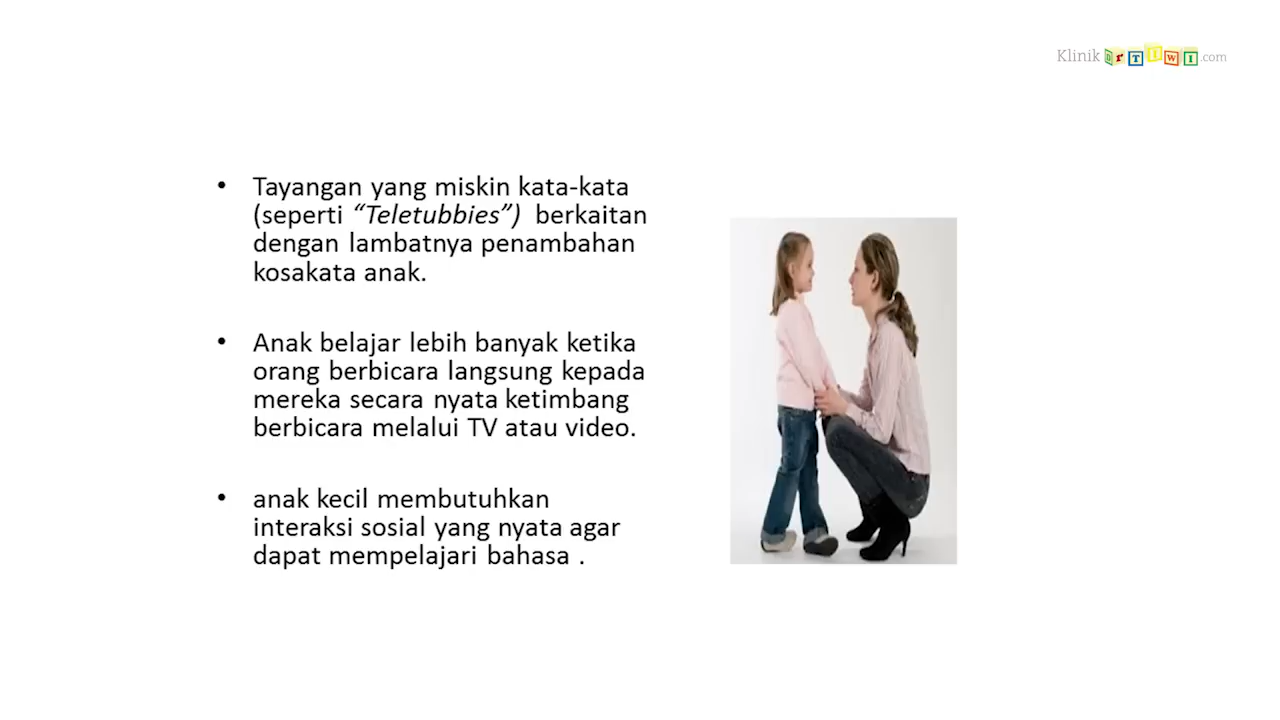 Klinik DrTIWI.com
• Tayangan yang miskin kata-kata
(seperti “Teletubbies”) berkaitan
dengan lambatnya penambahan
kosakata anak.
• Anak belajar lebih banyak ketika
orang berbicara langsung kepada
mereka secara nyata ketimbang
berbicara melalui TV atau video.
• anak kecil membutuhkan
interaksi sosial yang nyata agar
dapat mempelajari bahasa .